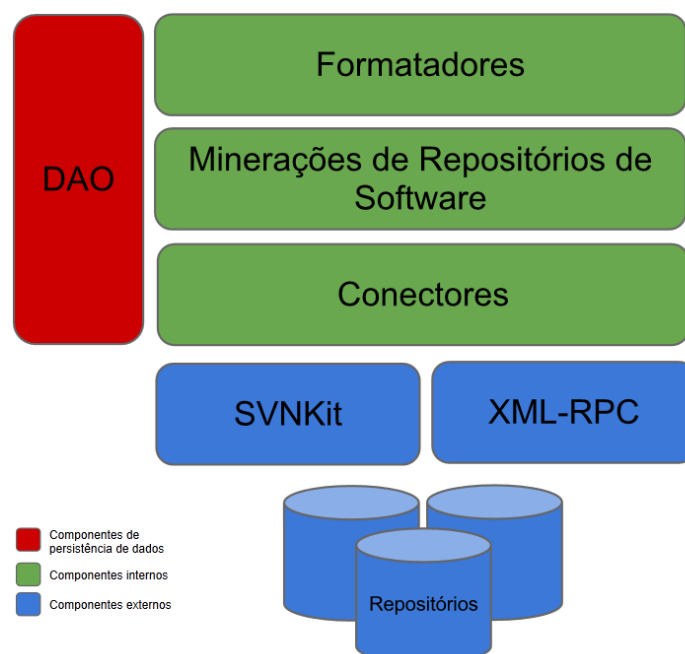 DAO
Formatadores
Minerações de Repositórios de
Software
Conectores
SVNKit
XML-RPC
Repositórios
Componentes de
persistência de dados
Componentes internos
Componentes externos